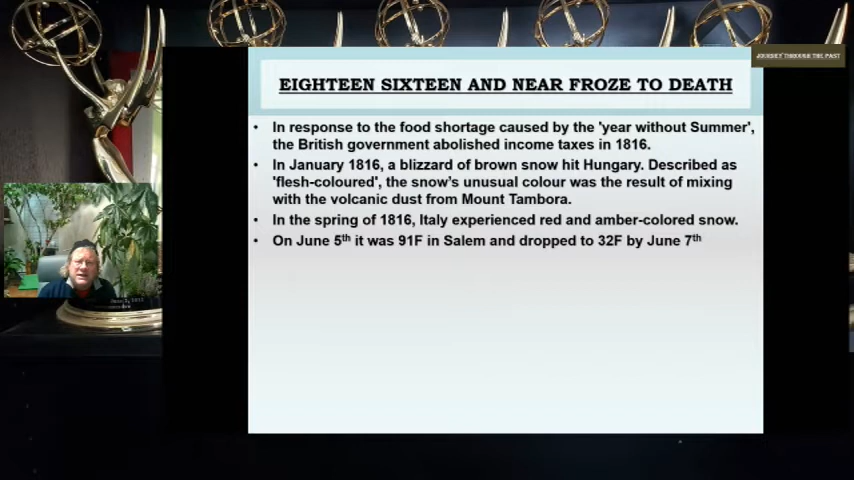 JOURNEY THROUGH THE PAST
EIGHTEEN SIXTEEN AND NEAR FROZE TO DEATH
• In response to the food shortage caused by the 'year without Summer',
the British government abolished income taxes in 1816.
• In January 1816, a blizzard of brown snow hit Hungary. Described as
'flesh-coloured', the snow's unusual colour was the result of mixing
with the volcanic dust from Mount Tambora.
• In the spring of 1816, Italy experienced red and amber-colored snow.
• On June 5th it was 91F in Salem and dropped to 32F by June 7th